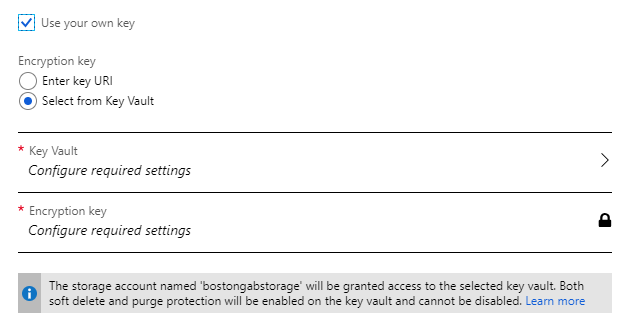 Use your own key
Encryption key
Enter key URI
Select from Key Vault
* Key Vault
Configure required settings
* Encryption key
Configure required settings
The storage account named 'bostongabstorage' will be granted access to the selected key vault. Both
soft delete and purge protection will be enabled on the key vault and cannot be disabled. Learn more